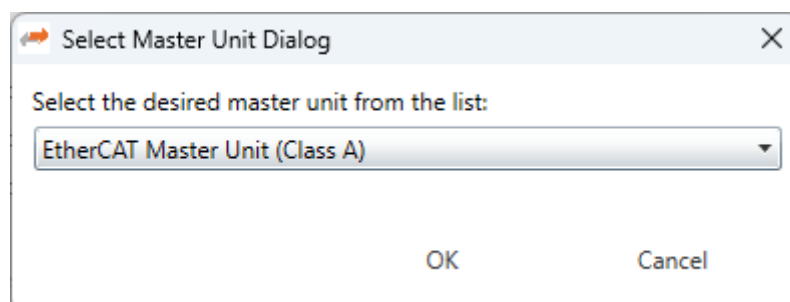 Select Master Unit Dialog
Select the desired master unit from the list:
EtherCAT Master Unit (Class A)
OK Cancel